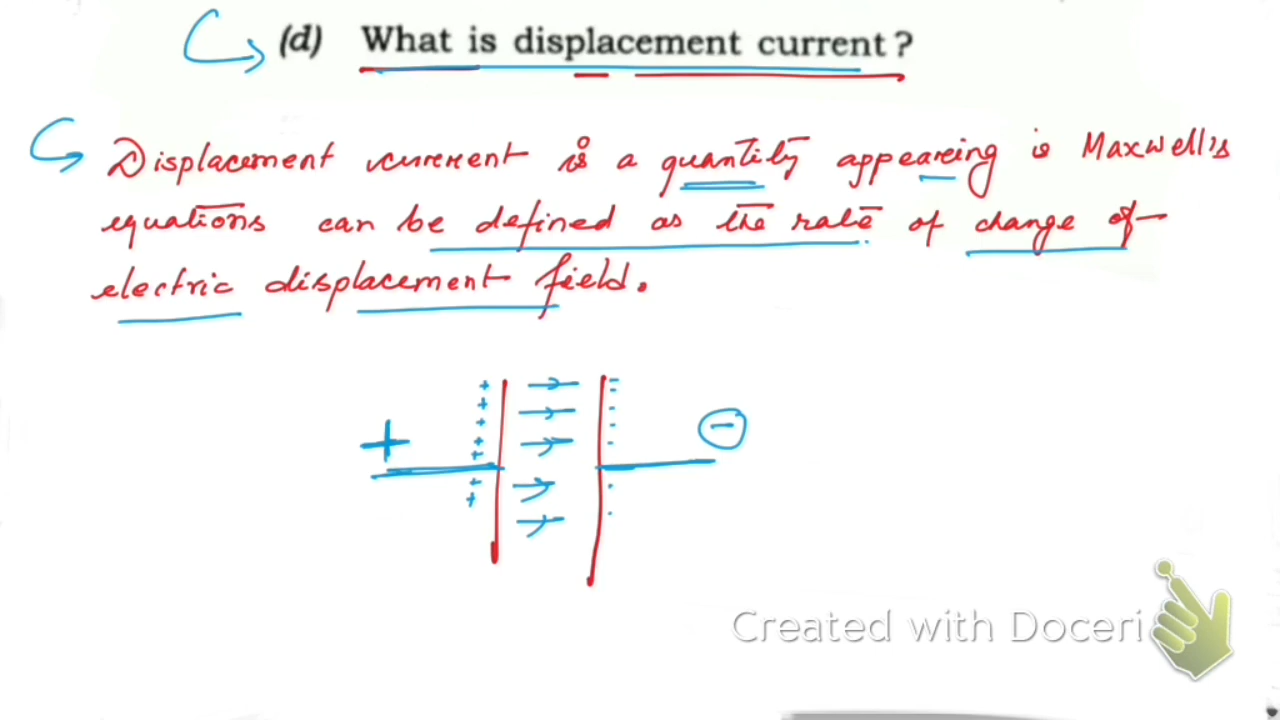 (d) What is displacement current?
Displacement current is a quantity appearing is Maxwell's
equations can be defined as the rate of change of
electric displacement field.
+ -
Created with Doceri